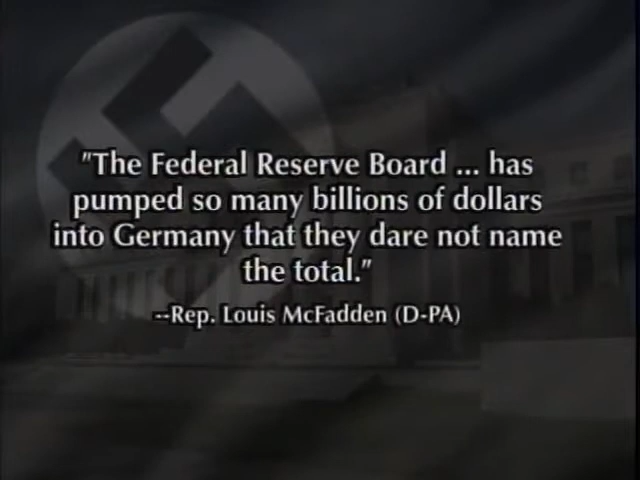 "The Federal Reserve Board ... has
pumped so many billions of dollars
into Germany that they dare not name
the total."
--Rep. Louis McFadden (D-PA)